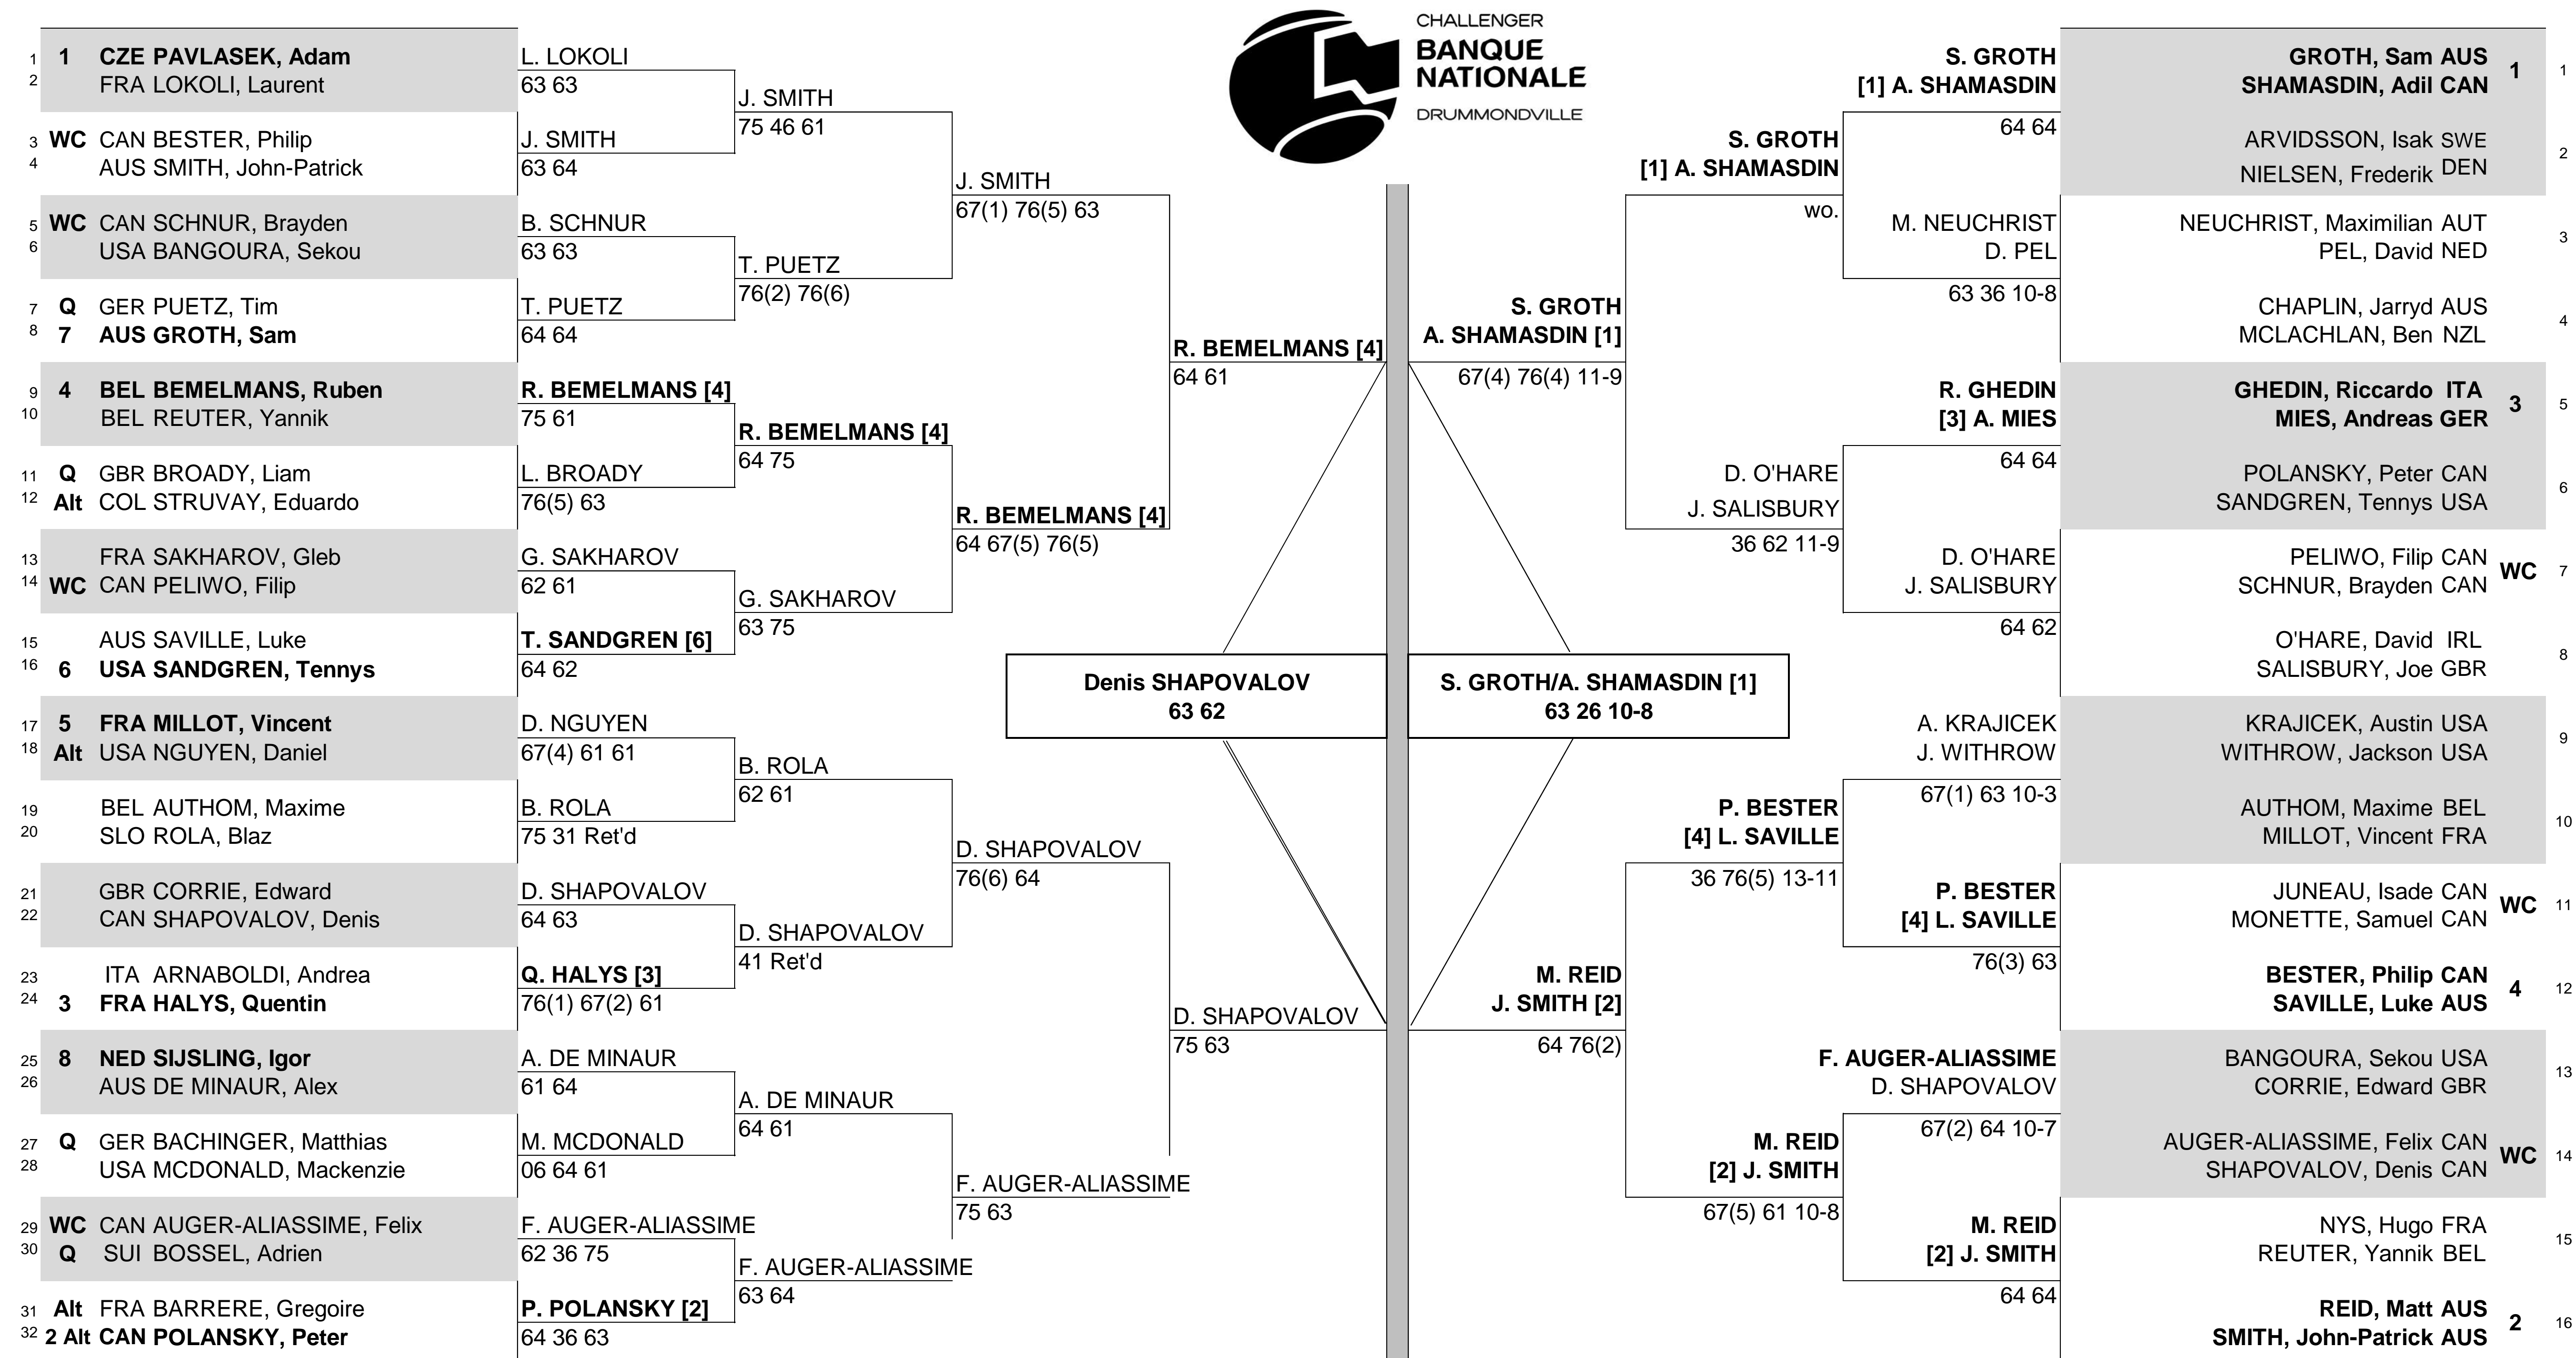 CHALLENGER
BANQUE
NATIONALE
DRUMMONDVILLE
1 1 CZE PAVLASEK, Adam
2 FRA LOKOLI, Laurent
3 WC CAN BESTER, Philip
4 AUS SMITH, John-Patrick
5 WC CAN SCHNUR, Brayden
6 USA BANGOURA, Sekou
7 Q GER PUETZ, Tim
8 7 AUS GROTH, Sam
9 4 BEL BEMELMANS, Ruben
10 BEL REUTER, Yannik
11 Q GBR BROADY, Liam
12 Alt COL STRUVAY, Eduardo
13 FRA SAKHAROV, Gleb
14 WC CAN PELIWO, Filip
15 AUS SAVILLE, Luke
16 6 USA SANDGREN, Tennys
17 5 FRA MILLOT, Vincent
18 Alt USA NGUYEN, Daniel
19 BEL AUTHOM, Maxime
20 SLO ROLA, Blaz
21 GBR CORRIE, Edward
22 CAN SHAPOVALOV, Denis
23 ITA ARNABOLDI, Andrea
24 3 FRA HALYS, Quentin
25 8 NED SIJSLING, Igor
26 AUS DE MINAUR, Alex
27 Q GER BACHINGER, Matthias
28 USA MCDONALD, Mackenzie
29 WC CAN AUGER-ALIASSIME, Felix
30 Q SUI BOSSEL, Adrien
31 Alt FRA BARRERE, Gregoire
32 2 Alt CAN POLANSKY, Peter
L. LOKOLI
63 63
J. SMITH
63 64
B. SCHNUR
63 63
T. PUETZ
64 64
R. BEMELMANS [4]
75 61
L. BROADY
76(5) 63
G. SAKHAROV
62 61
T. SANDGREN [6]
64 62
D. NGUYEN
67(4) 61 61
B. ROLA
75 31 Ret'd
D. SHAPOVALOV
64 63
Q. HALYS [3]
76(1) 67(2) 61
A. DE MINAUR
61 64
M. MCDONALD
06 64 61
F. AUGER-ALIASSIME
62 36 75
P. POLANSKY [2]
64 36 63
J. SMITH
75 46 61
T. PUETZ
76(2) 76(6)
R. BEMELMANS [4]
64 75
G. SAKHAROV
63 75
B. ROLA
62 61
D. SHAPOVALOV
41 Ret'd
A. DE MINAUR
64 61
F. AUGER-ALIASSIME
63 64
J. SMITH
67(1) 76(5) 63
R. BEMELMANS [4]
64 67(5) 76(5)
D. SHAPOVALOV
76(6) 64
F. AUGER-ALIASSIME
75 63
R. BEMELMANS [4]
64 61
D. SHAPOVALOV
75 63
Denis SHAPOVALOV
63 62
S. GROTH/A. SHAMASDIN [1]
63 26 10-8
S. GROTH
A. SHAMASDIN [1]
67(4) 76(4) 11-9
M. REID
J. SMITH [2]
64 76(2)
S. GROTH
[1] A. SHAMASDIN
wo.
D. O'HARE
J. SALISBURY
36 62 11-9
P. BESTER
[4] L. SAVILLE
36 76(5) 13-11
M. REID
[2] J. SMITH
67(5) 61 10-8
S. GROTH
[1] A. SHAMASDIN
64 64
M. NEUCHRIST
D. PEL
63 36 10-8
R. GHEDIN
[3] A. MIES
64 64
D. O'HARE
J. SALISBURY
64 62
A. KRAJICEK
J. WITHROW
67(1) 63 10-3
P. BESTER
[4] L. SAVILLE
76(3) 63
F. AUGER-ALIASSIME
D. SHAPOVALOV
67(2) 64 10-7
M. REID
[2] J. SMITH
64 64
GROTH, Sam AUS
SHAMASDIN, Adil CAN
1 1
ARVIDSSON, Isak SWE
NIELSEN, Frederik DEN
2
NEUCHRIST, Maximilian AUT
PEL, David NED
3
CHAPLIN, Jarryd AUS
MCLACHLAN, Ben NZL
4
GHEDIN, Riccardo ITA
MIES, Andreas GER
3 5
POLANSKY, Peter CAN
SANDGREN, Tennys USA
6
PELIWO, Filip CAN
SCHNUR, Brayden CAN
WC 7
O'HARE, David IRL
SALISBURY, Joe GBR
8
KRAJICEK, Austin USA
WITHROW, Jackson USA
9
AUTHOM, Maxime BEL
MILLOT, Vincent FRA
10
JUNEAU, Isade CAN
MONETTE, Samuel CAN
WC 11
BESTER, Philip CAN
SAVILLE, Luke AUS
4 12
BANGOURA, Sekou USA
CORRIE, Edward GBR
13
AUGER-ALIASSIME, Felix CAN
SHAPOVALOV, Denis CAN
WC 14
NYS, Hugo FRA
REUTER, Yannik BEL
15
REID, Matt AUS
SMITH, John-Patrick AUS
2 16